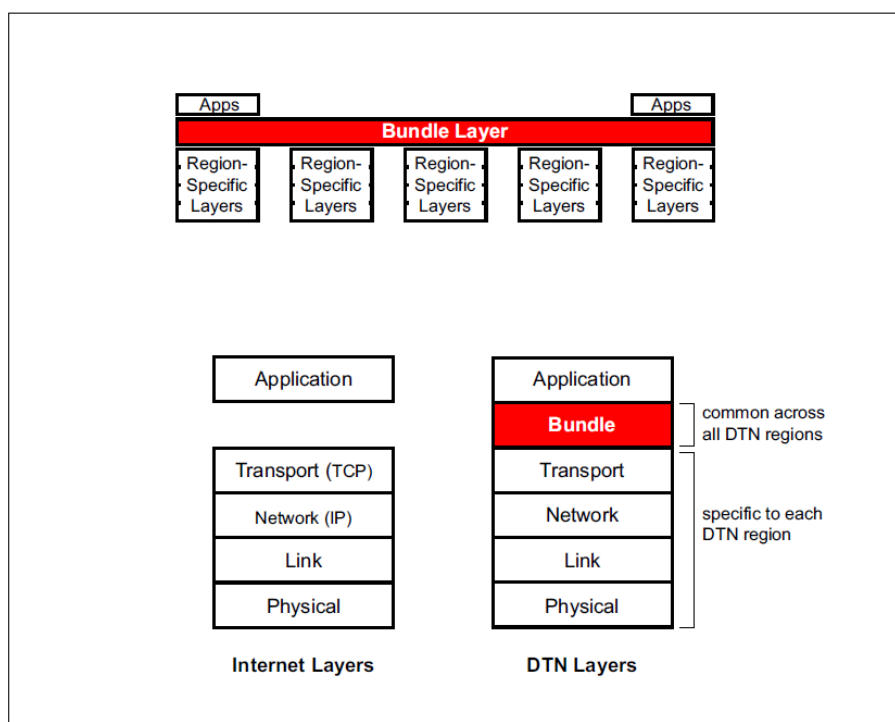 Apps
Apps
Bundle Layer
Region-
Specific
Layers
Region-
Specific
Layers
Region-
Specific
Layers
Region-
Specific
Layers
Region-
Specific
Layers
Application
Transport (TCP)
Network (IP)
Link
Physical
Internet Layers
Application
Bundle
Transport
Network
Link
Physical
DTN Layers
common across
all DTN regions
specific to each
DTN region